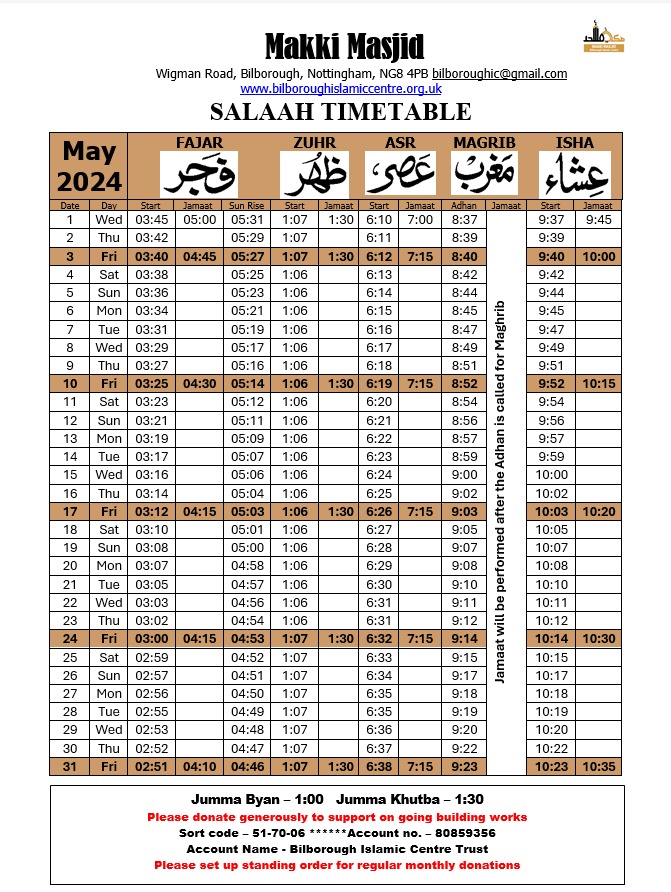 Makki Masjid
MAKKI MASJID
Wigman Road, Bilborough, Nottingham, NG8 4PB bilboroughic@gmail.com
www.bilboroughislamiccentre.org.uk
SALAAH TIMETABLE
May 2024 FAJAR ZUHR ASR MAGRIB ISHA
فجر ظهر عصر مغرب عشاء
Date Day Start Jamaat Sun Rise Start Jamaat Start Jamaat Adhan Jamaat Start Jamaat
1 Wed 03:45 05:00 05:31 1:07 1:30 6:10 7:00 8:37 9:37 9:45
2 Thu 03:42 05:29 1:07 6:11 8:39 9:39
3 Fri 03:40 04:45 05:27 1:07 1:30 6:12 7:15 8:40 9:40 10:00
4 Sat 03:38 05:25 1:06 6:13 8:42 9:42
5 Sun 03:36 05:23 1:06 6:14 8:44 9:44
6 Mon 03:34 05:21 1:06 6:15 8:45 9:45
7 Tue 03:31 05:19 1:06 6:16 8:47 9:47
8 Wed 03:29 05:17 1:06 6:17 8:49 9:49
9 Thu 03:27 05:16 1:06 6:18 8:51 9:51
10 Fri 03:25 04:30 05:14 1:06 1:30 6:19 7:15 8:52 9:52 10:15
11 Sat 03:23 05:12 1:06 6:20 8:54 9:54
12 Sun 03:21 05:11 1:06 6:21 8:56 9:56
13 Mon 03:19 05:09 1:06 6:22 8:57 9:57
14 Tue 03:17 05:07 1:06 6:23 8:59 9:59
15 Wed 03:16 05:06 1:06 6:24 9:00 10:00
16 Thu 03:14 05:04 1:06 6:25 9:02 10:02
17 Fri 03:12 04:15 05:03 1:06 1:30 6:26 7:15 9:03 10:03 10:20
18 Sat 03:10 05:01 1:06 6:27 9:05 10:05
19 Sun 03:08 05:00 1:06 6:28 9:07 10:07
20 Mon 03:07 04:58 1:06 6:29 9:08 10:08
21 Tue 03:05 04:57 1:06 6:30 9:10 10:10
22 Wed 03:03 04:56 1:06 6:31 9:11 10:11
23 Thu 03:02 04:54 1:06 6:31 9:12 10:12
24 Fri 03:00 04:15 04:53 1:07 1:30 6:32 7:15 9:14 10:14 10:30
25 Sat 02:59 04:52 1:07 6:33 9:15 10:15
26 Sun 02:57 04:51 1:07 6:34 9:17 10:17
27 Mon 02:56 04:50 1:07 6:35 9:18 10:18
28 Tue 02:55 04:49 1:07 6:35 9:19 10:19
29 Wed 02:53 04:48 1:07 6:36 9:20 10:20
30 Thu 02:52 04:47 1:07 6:37 9:22 10:22
31 Fri 02:51 04:10 04:46 1:07 1:30 6:38 7:15 9:23 10:23 10:35
Jamaat will be performed after the Adhan is called for Maghrib
Jumma Byan – 1:00 Jumma Khutba – 1:30
Please donate generously to support on going building works
Sort code – 51-70-06 ******Account no. – 80859356
Account Name - Bilborough Islamic Centre Trust
Please set up standing order for regular monthly donations